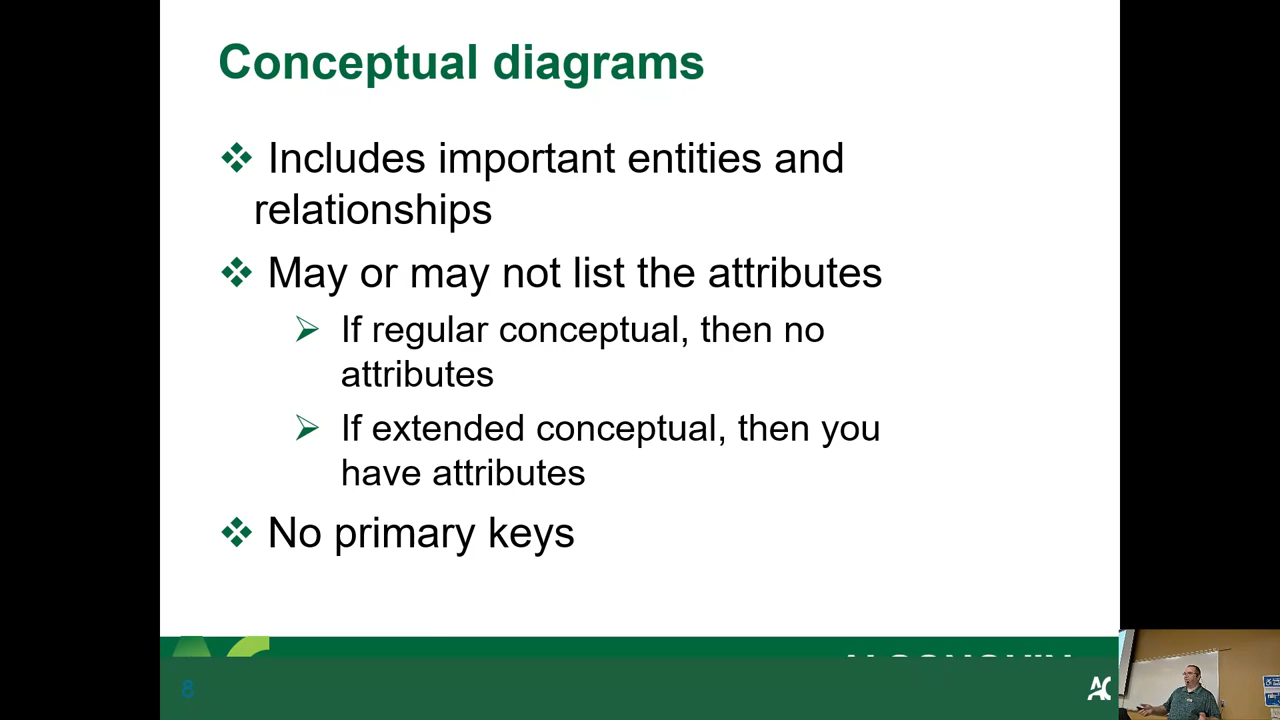 Conceptual diagrams
❖ Includes important entities and
relationships
❖ May or may not list the attributes
➢ If regular conceptual, then no
attributes
➢ If extended conceptual, then you
have attributes
❖ No primary keys
8